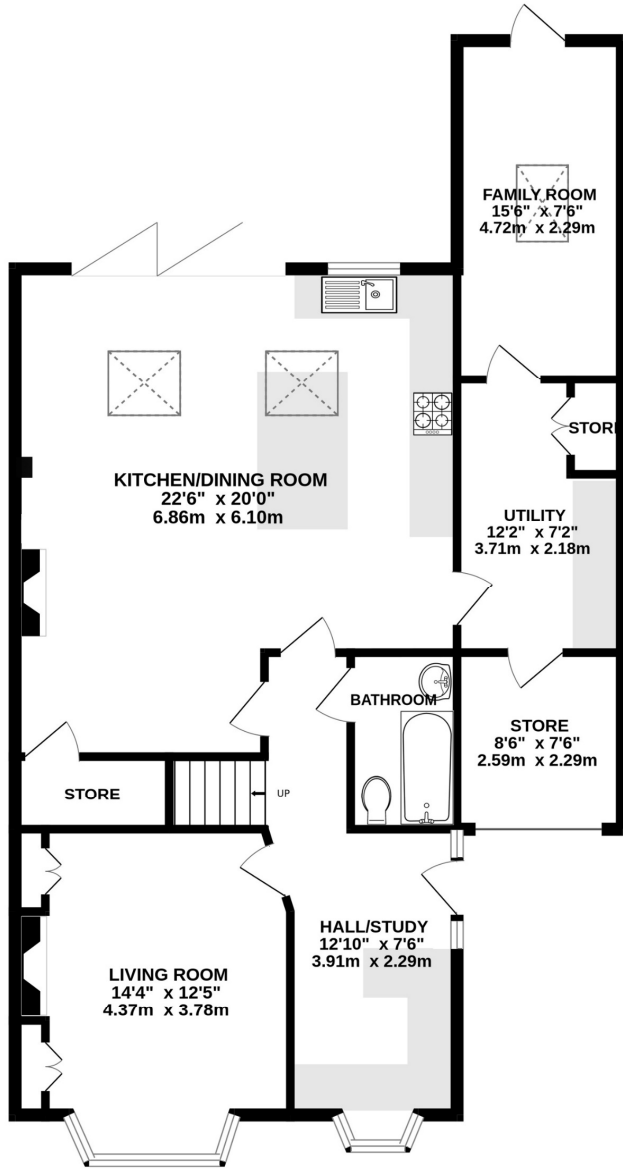 FAMILY ROOM
15'6" x 7'6"
4.72m x 2.29m
STORE
KITCHEN/DINING ROOM
22'6" x 20'0"
6.86m x 6.10m
UTILITY
12'2" x 7'2"
3.71m x 2.18m
BATHROOM
STORE
8'6" x 7'6"
2.59m x 2.29m
STORE
UP
HALL/STUDY
12'10" x 7'6"
3.91m x 2.29m
LIVING ROOM
14'4" x 12'5"
4.37m x 3.78m